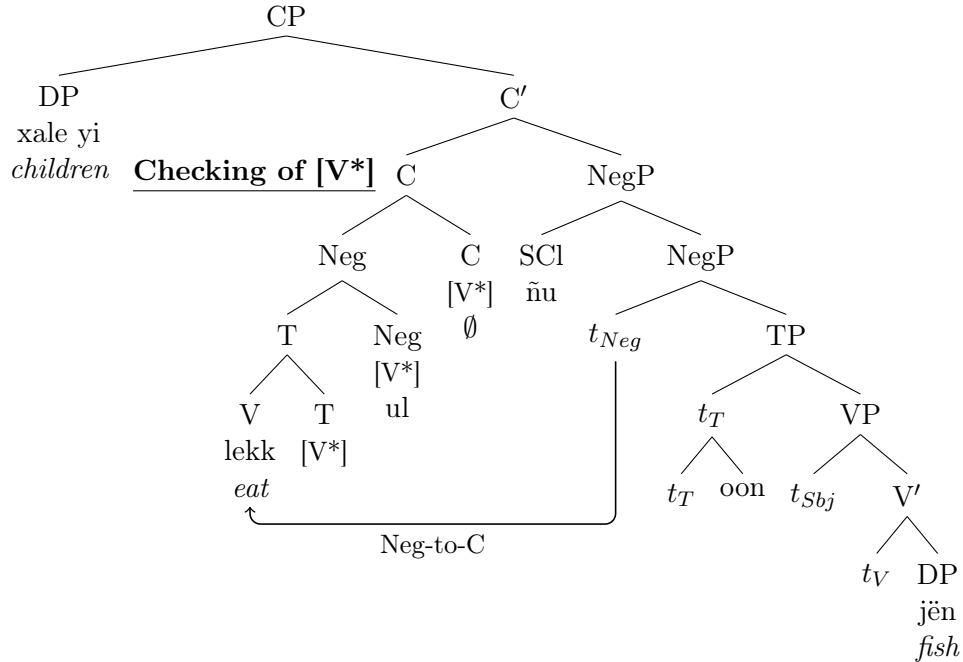 CP
DP C′
xale yi
children Checking of [V*] C NegP
Neg C SCl NegP
[V*] ñu
∅
T Neg t_Neg TP
[V*]
ul
V T t_T VP
lekk [V*]
eat t_T oon t_Sbj V′
Neg-to-C
t_V DP
jën
fish